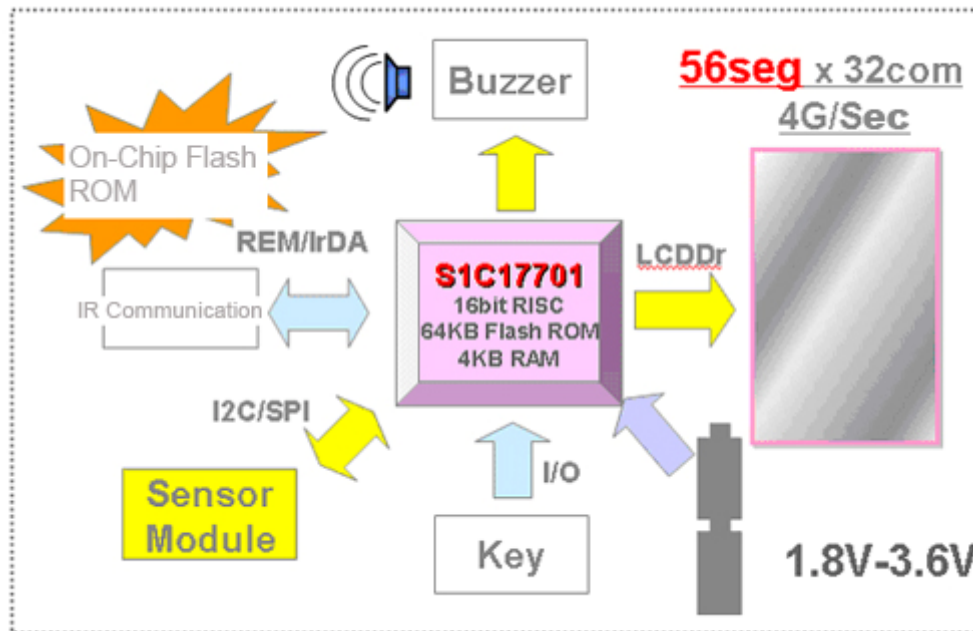 Buzzer
56seg x 32com
4G/Sec
On-Chip Flash
ROM
REM/IrDA
LCDDr
S1C17701
16bit RISC
64KB Flash ROM
4KB RAM
IR Communication
I2C/SPI
I/O
Sensor
Module
Key
1.8V-3.6V